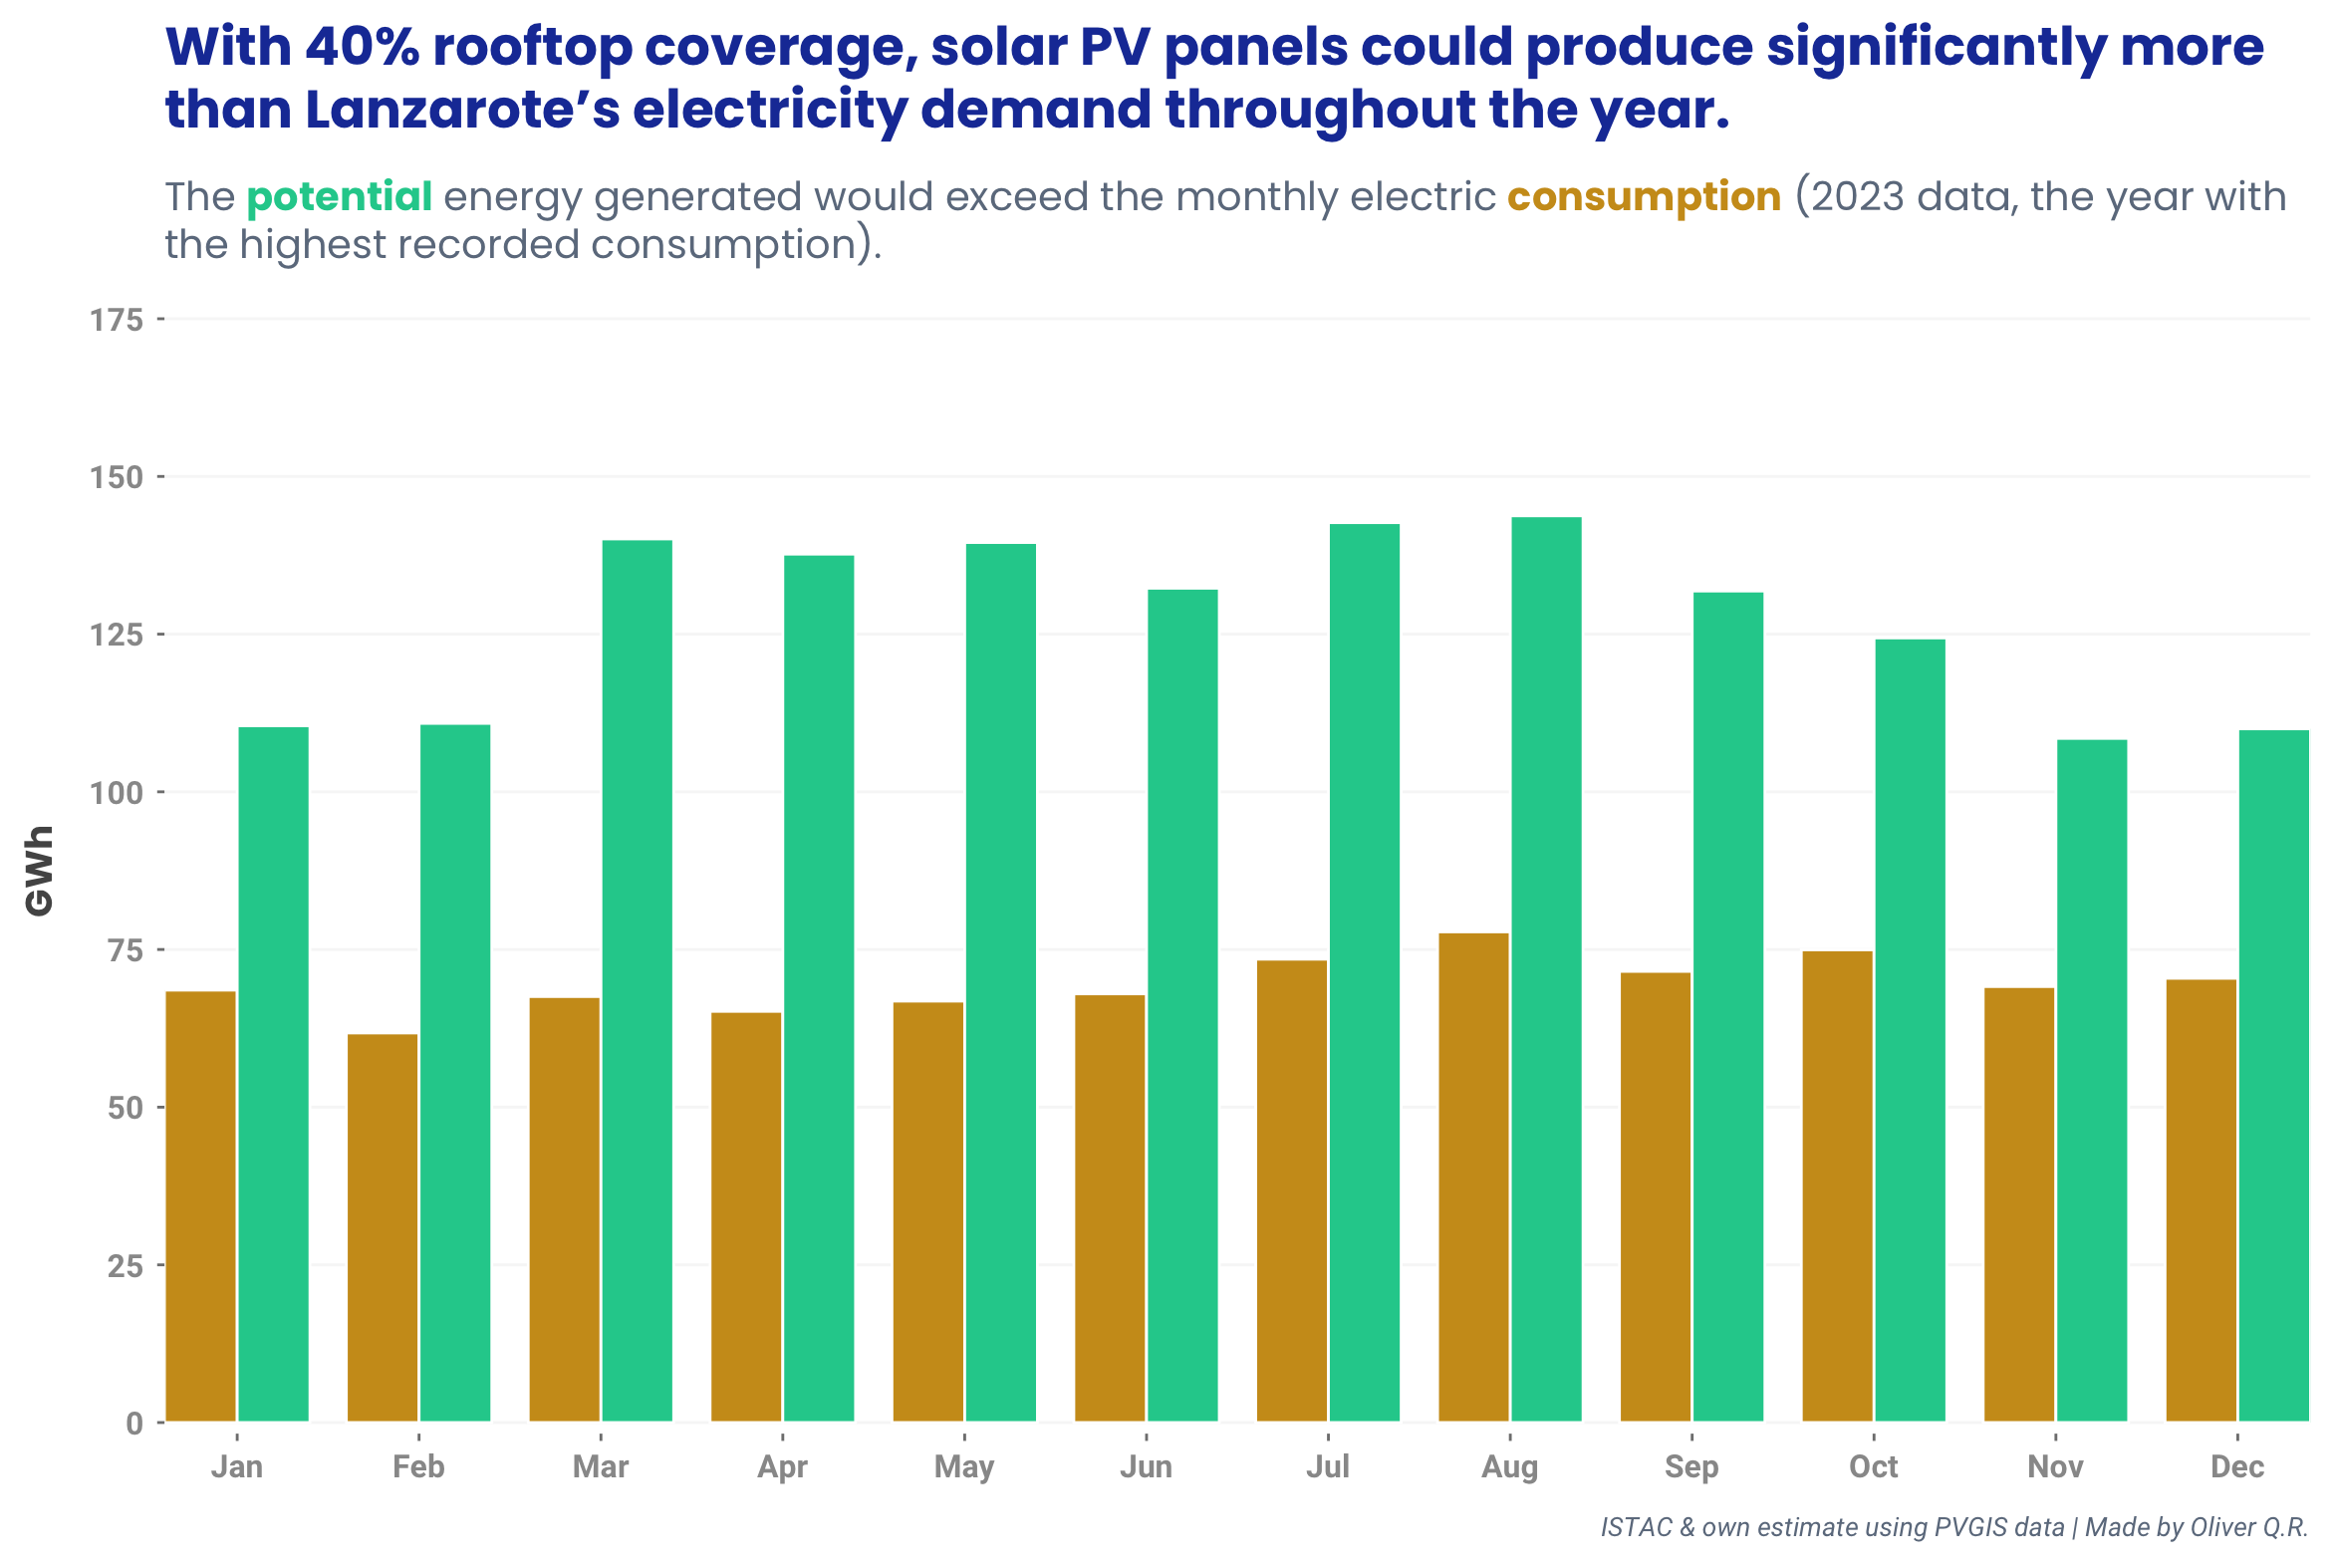 With 40% rooftop coverage, solar PV panels could produce significantly more
than Lanzarote’s electricity demand throughout the year.
The potential energy generated would exceed the monthly electric consumption (2023 data, the year with
the highest recorded consumption).
GWh
175
150
125
100
75
50
25
0
Jan Feb Mar Apr May Jun Jul Aug Sep Oct Nov Dec
ISTAC & own estimate using PVGIS data | Made by Oliver Q.R.